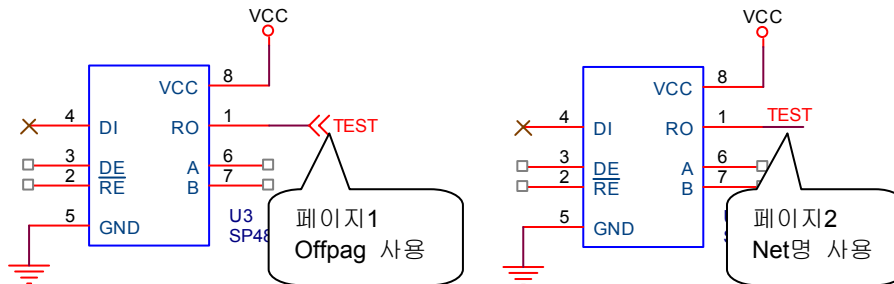 VCC
8
VCC
4
DI
1
RO
TEST
3
DE
2
RE
6
A
7
B
5
GND
U3
SP48
페이지1
Offpag 사용
VCC
8
VCC
4
DI
1
RO
TEST
3
DE
2
RE
6
A
7
B
5
GND
페이지2
Net명 사용